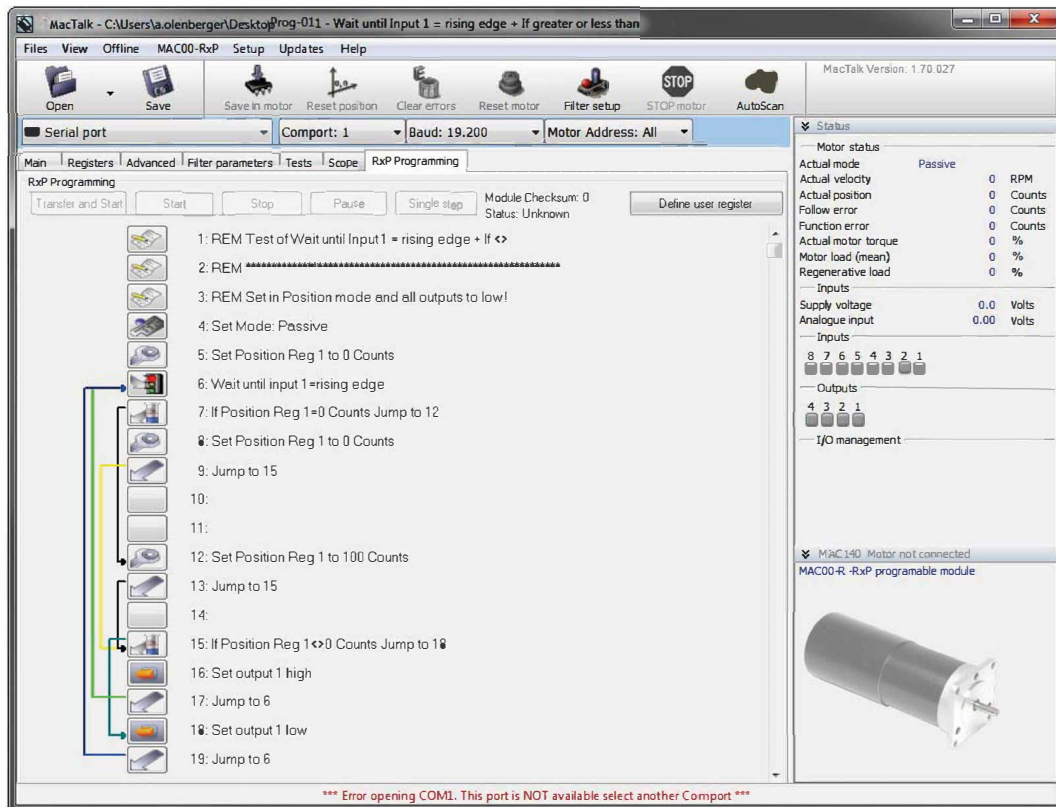 MacTalk - C:\Users\a.olenberger\Desktop Prog-011 - Wait until Input 1 = rising edge + If greater or less than
Files View Offline MAC00-RxP Setup Updates Help
Open Save Save in motor Reset position Clear errors Reset motor Filter setup STOP motor AutoScan
STOP
MacTalk Version: 1.70.027
Serial port Comport: 1 Baud: 19.200 Motor Address: All
Main Registers Advanced Filter parameters Tests Scope RxP Programming
RxP Programming
Transfer and Start Start Stop Pause Single step Module Checksum: 0
Status: Unknown
Define user register
1: REM Test of Wait until Input 1 = rising edge + If <>
2: REM ************************************************************
3: REM Set in Position mode and all outputs to low!
4: Set Mode: Passive
5: Set Position Reg 1 to 0 Counts
6: Wait until input 1=rising edge
7: If Position Reg 1=0 Counts Jump to 12
8: Set Position Reg 1 to 0 Counts
9: Jump to 15
10:
11:
12: Set Position Reg 1 to 100 Counts
13: Jump to 15
14:
15: If Position Reg 1<>0 Counts Jump to 18
16: Set output 1 high
17: Jump to 6
18: Set output 1 low
19: Jump to 6
Status
Motor status
Actual mode Passive
Actual velocity 0 RPM
Actual position 0 Counts
Follow error 0 Counts
Function error 0 Counts
Actual motor torque 0 %
Motor load (mean) 0 %
Regenerative load 0 %
Inputs
Supply voltage 0.0 Volts
Analogue input 0.00 Volts
Inputs
8 7 6 5 4 3 2 1
Outputs
4 3 2 1
I/O management
MAC140 Motor not connected
MAC00-R -RxP programable module
*** Error opening COM1. This port is NOT available select another Comport ***